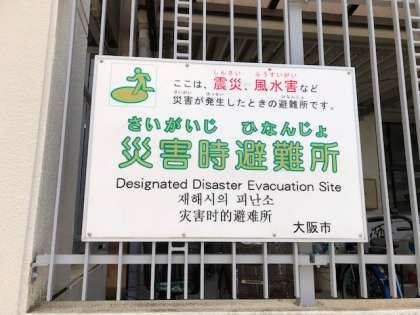 しんさい ふうすいがい
ここは、震災、風水害など
さいがい はっせい ひなんじょ
災害が発生したときの避難所です。
さいがいじ ひなんじょ
災害時避難所
Designated Disaster Evacuation Site
재해시의 피난소
灾害时的避难所
大阪市